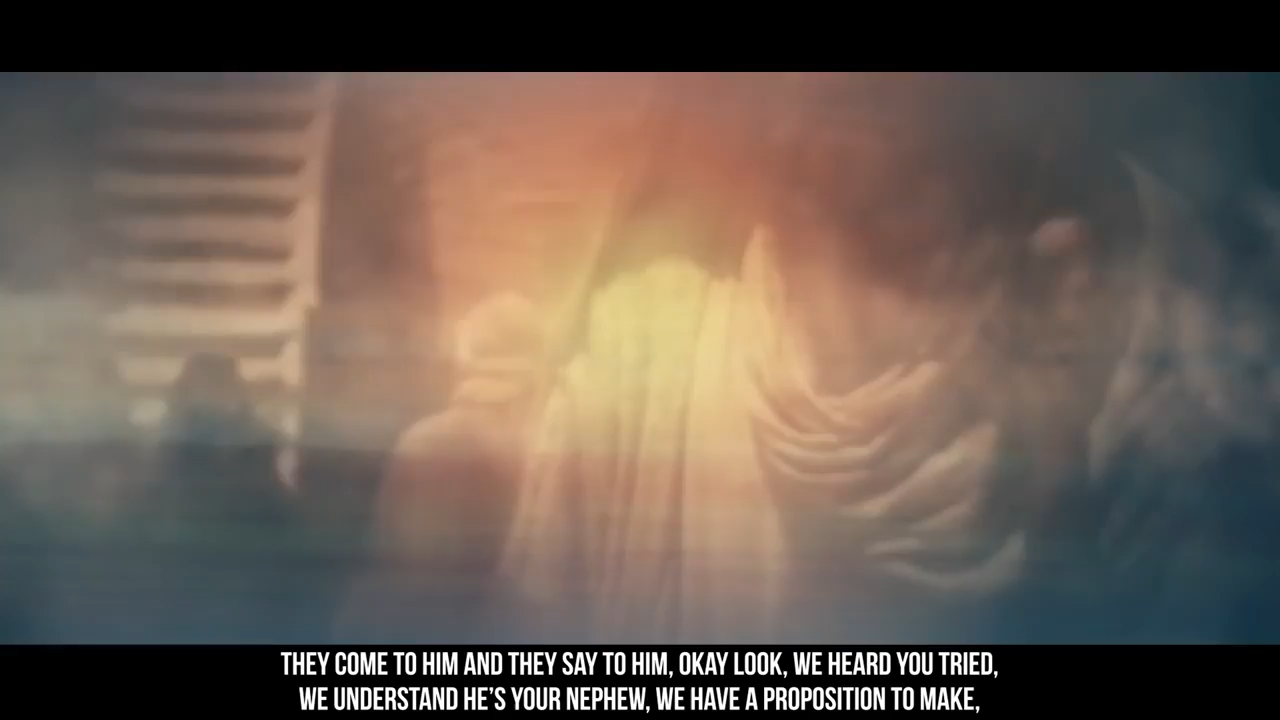 THEY COME TO HIM AND THEY SAY TO HIM, OKAY LOOK, WE HEARD YOU TRIED,
WE UNDERSTAND HE'S YOUR NEPHEW, WE HAVE A PROPOSITION TO MAKE,